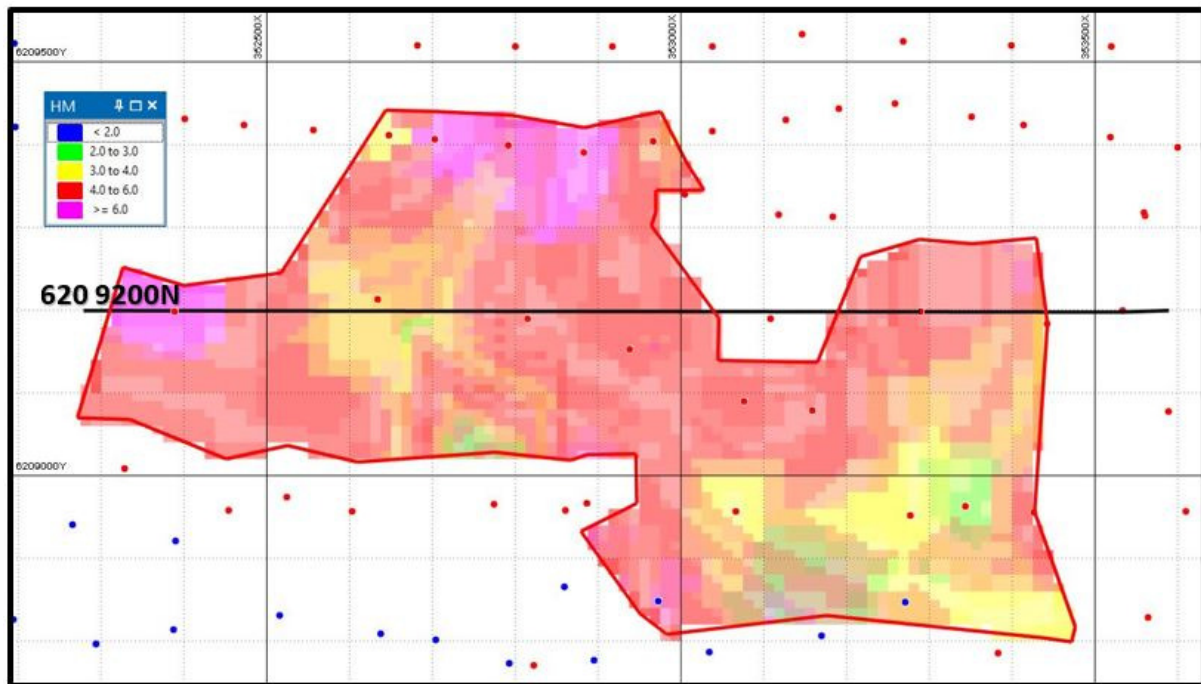 352500X
353000X
353500X
6209500Y
HM
< 2.0
2.0 to 3.0
3.0 to 4.0
4.0 to 6.0
>= 6.0
620 9200N
6209000Y